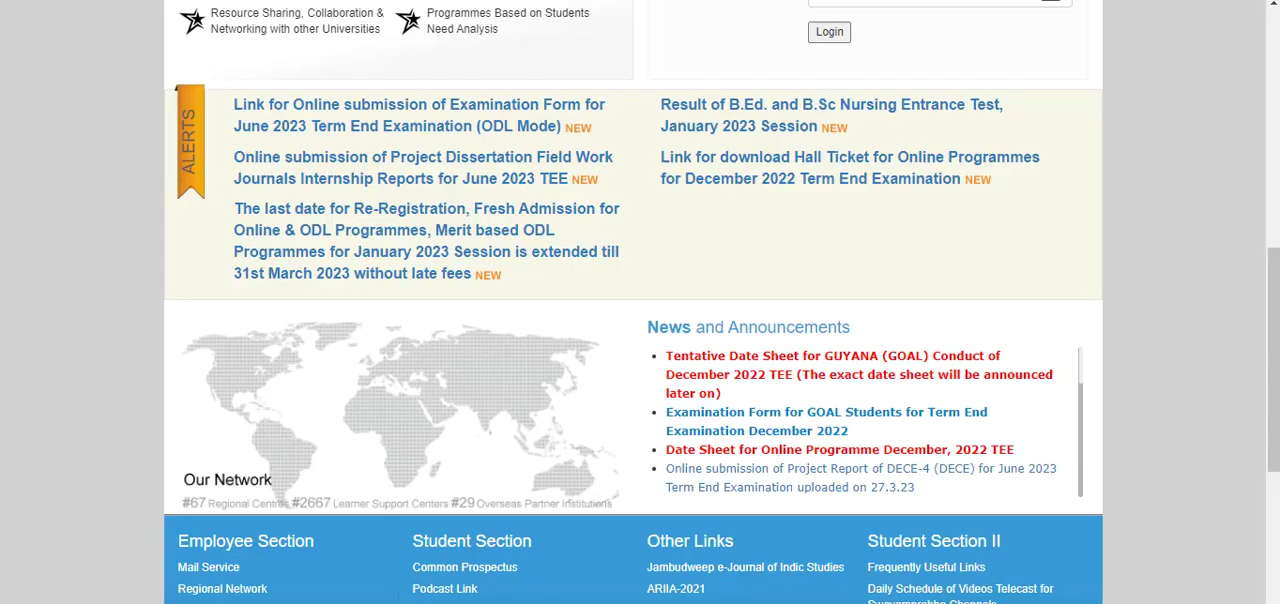 Resource Sharing, Collaboration &
Networking with other Universities
Programmes Based on Students
Need Analysis
Login
ALERTS
Link for Online submission of Examination Form for
June 2023 Term End Examination (ODL Mode) NEW
Online submission of Project Dissertation Field Work
Journals Internship Reports for June 2023 TEE NEW
The last date for Re-Registration, Fresh Admission for
Online & ODL Programmes, Merit based ODL
Programmes for January 2023 Session is extended till
31st March 2023 without late fees NEW
Result of B.Ed. and B.Sc Nursing Entrance Test,
January 2023 Session NEW
Link for download Hall Ticket for Online Programmes
for December 2022 Term End Examination NEW
Our Network
#67 Regional Centres #2667 Learner Support Centers #29 Overseas Partner Institutions
News and Announcements
Tentative Date Sheet for GUYANA (GOAL) Conduct of
December 2022 TEE (The exact date sheet will be announced
later on)
Examination Form for GOAL Students for Term End
Examination December 2022
Date Sheet for Online Programme December, 2022 TEE
Online submission of Project Report of DECE-4 (DECE) for June 2023
Term End Examination uploaded on 27.3.23
Employee Section
Mail Service
Regional Network
Student Section
Common Prospectus
Podcast Link
Other Links
Jambudweep e-Journal of Indic Studies
ARIIA-2021
Student Section II
Frequently Useful Links
Daily Schedule of Videos Telecast for
Swayamprabha Channels